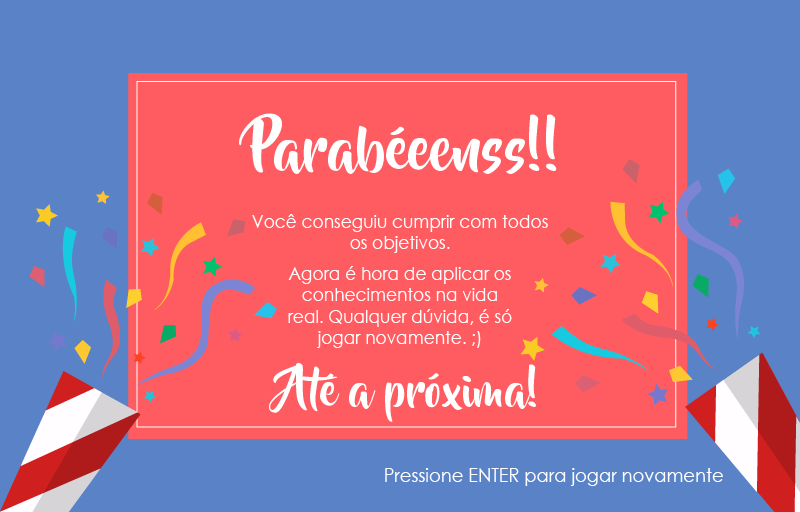 Parabéeenss!!
Você conseguiu cumprir com todos
os objetivos.
Agora é hora de aplicar os
conhecimentos na vida
real. Qualquer dúvida, é só
jogar novamente. ;)
Até a próxima!
Pressione ENTER para jogar novamente